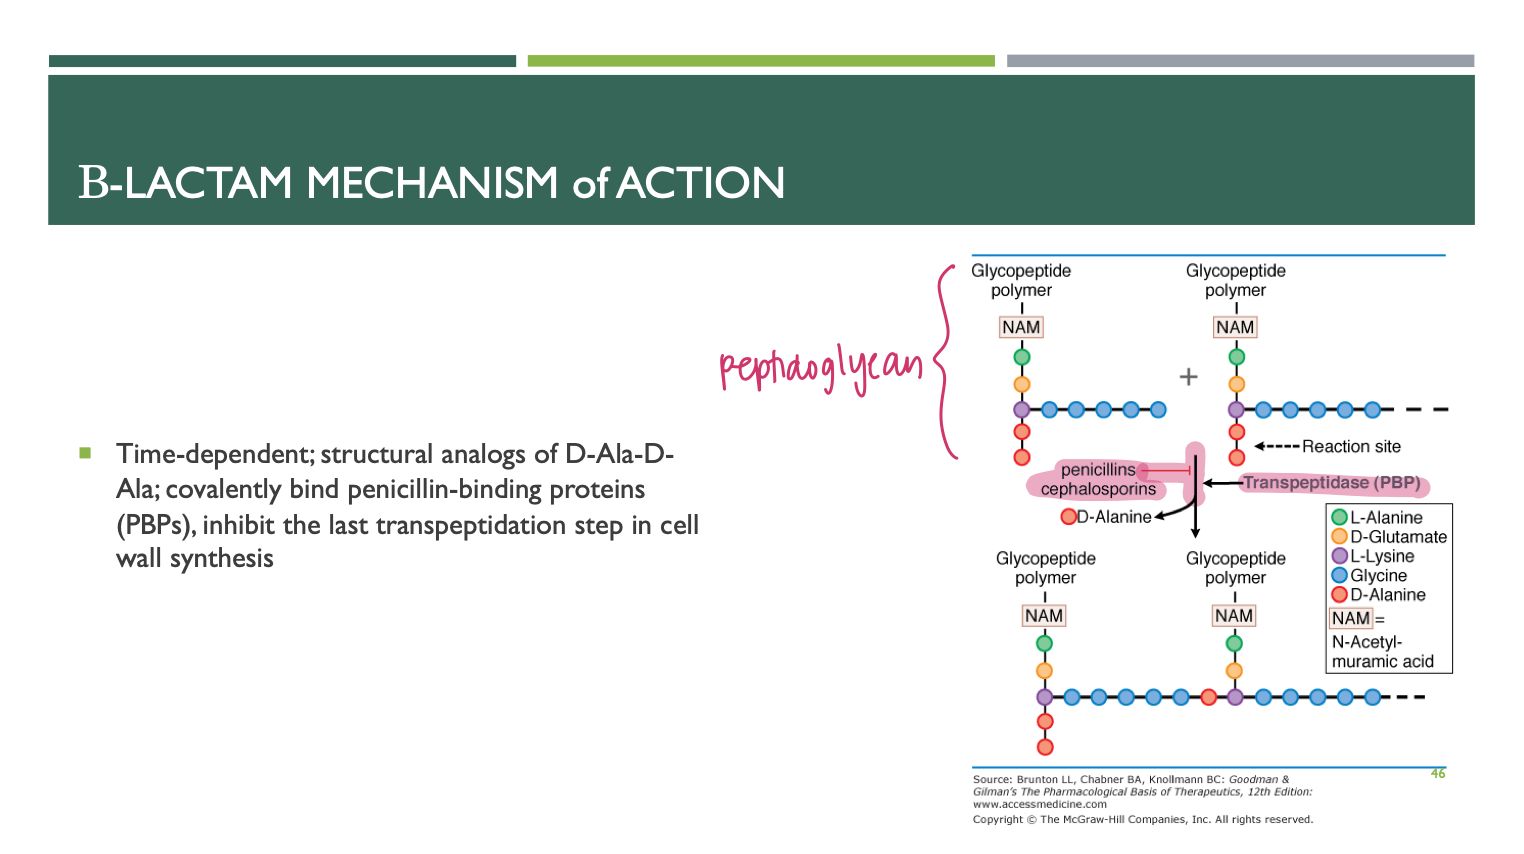 B-LACTAM MECHANISM of ACTION
Time-dependent; structural analogs of D-Ala-D-
Ala; covalently bind penicillin-binding proteins
(PBPs), inhibit the last transpeptidation step in cell
wall synthesis
peptidoglycan
Glycopeptide
polymer
NAM
Glycopeptide
polymer
NAM
+
Reaction site
penicillins
cephalosporins
Transpeptidase (PBP)
D-Alanine
Glycopeptide
polymer
NAM
Glycopeptide
polymer
NAM
L-Alanine
D-Glutamate
L-Lysine
Glycine
D-Alanine
NAM =
N-Acetyl-
muramic acid
46
Source: Brunton LL, Chabner BA, Knollmann BC: Goodman &
Gilman's The Pharmacological Basis of Therapeutics, 12th Edition:
www.accessmedicine.com
Copyright © The McGraw-Hill Companies, Inc. All rights reserved.